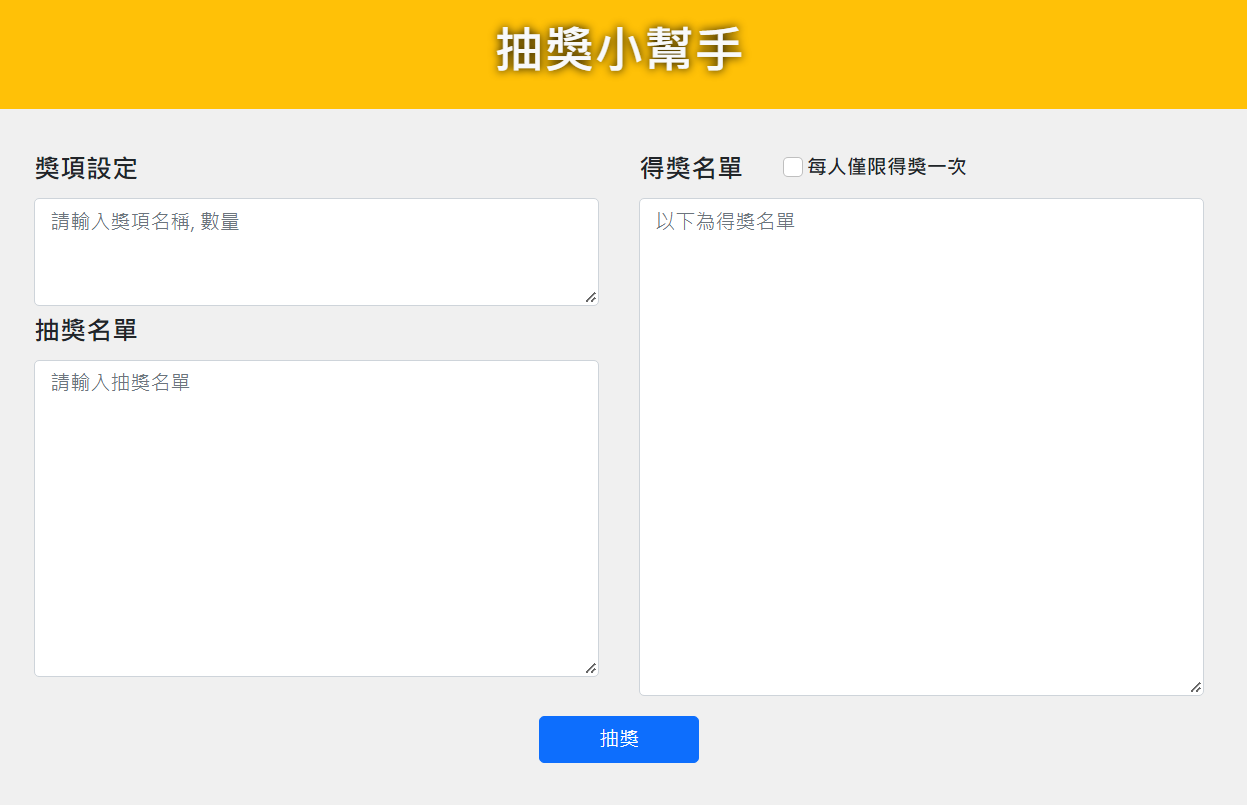 抽獎小幫手
獎項設定
請輸入獎項名稱, 數量
抽獎名單
請輸入抽獎名單
得獎名單
每人僅限得獎一次
以下為得獎名單
抽獎